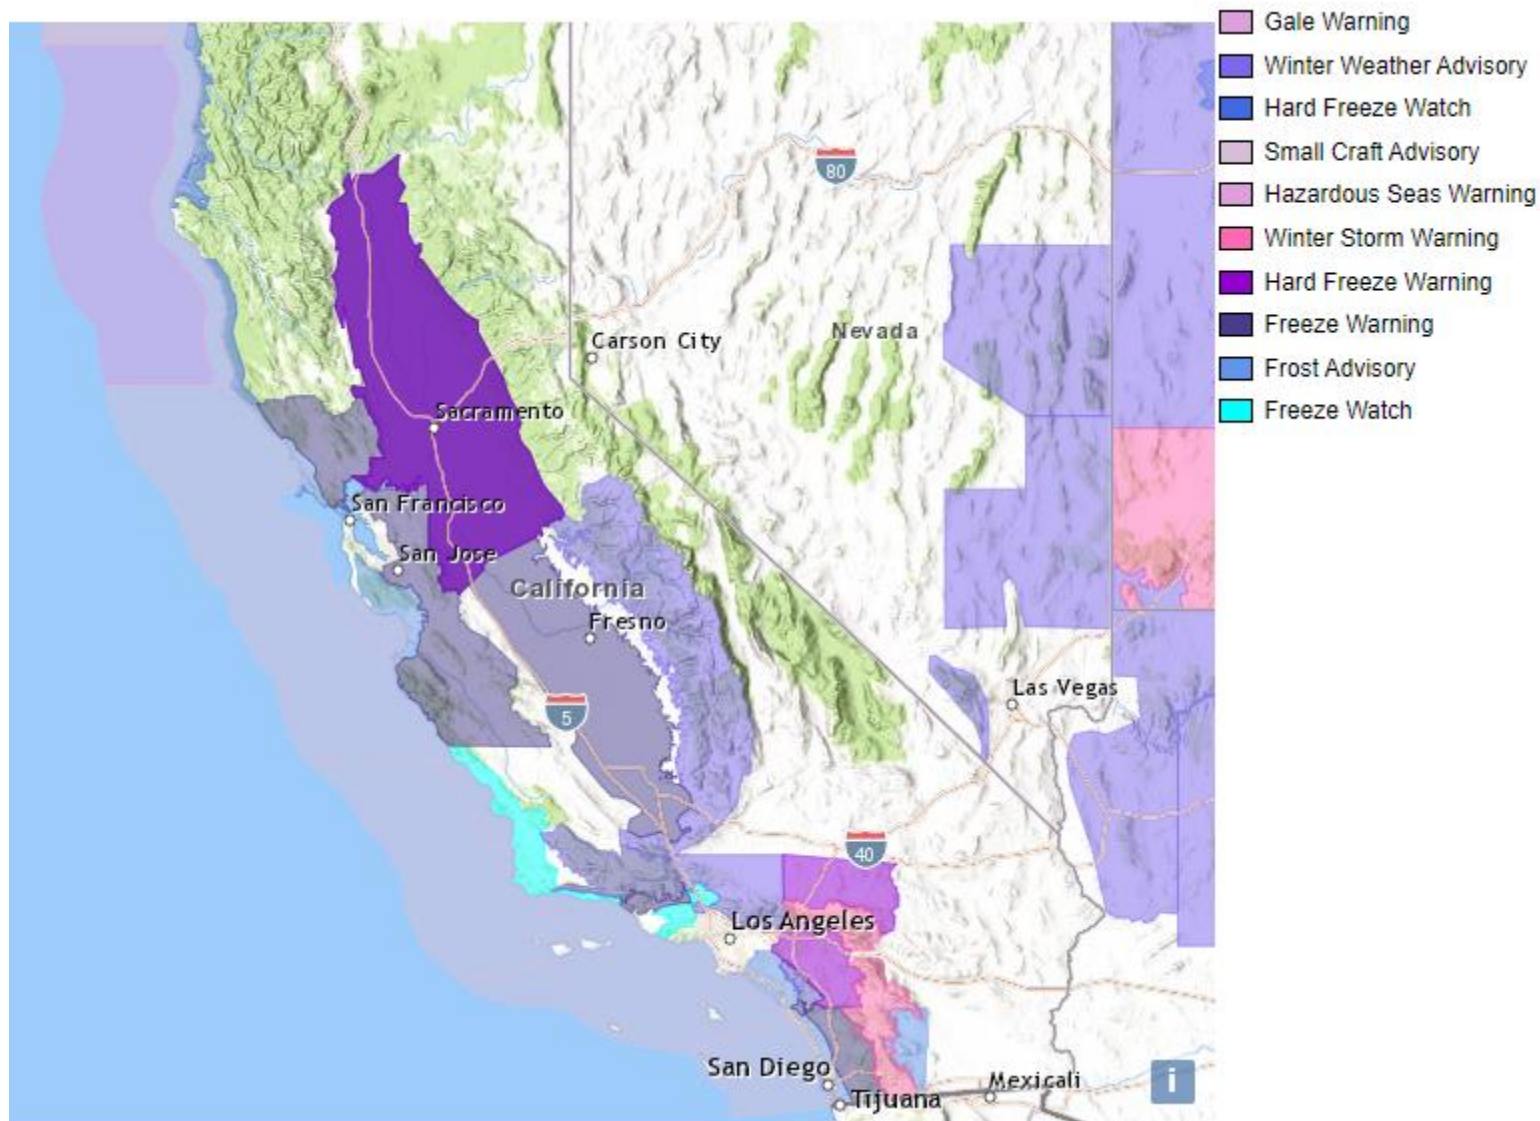 Gale Warning
Winter Weather Advisory
Hard Freeze Watch
Small Craft Advisory
Hazardous Seas Warning
Winter Storm Warning
Hard Freeze Warning
Freeze Warning
Frost Advisory
Freeze Watch
80
Nevada
Carson City
Sacramento
San Francisco
San Jose
California
Fresno
Las Vegas
5
40
Los Angeles
San Diego
Mexicali
Tijuana
i